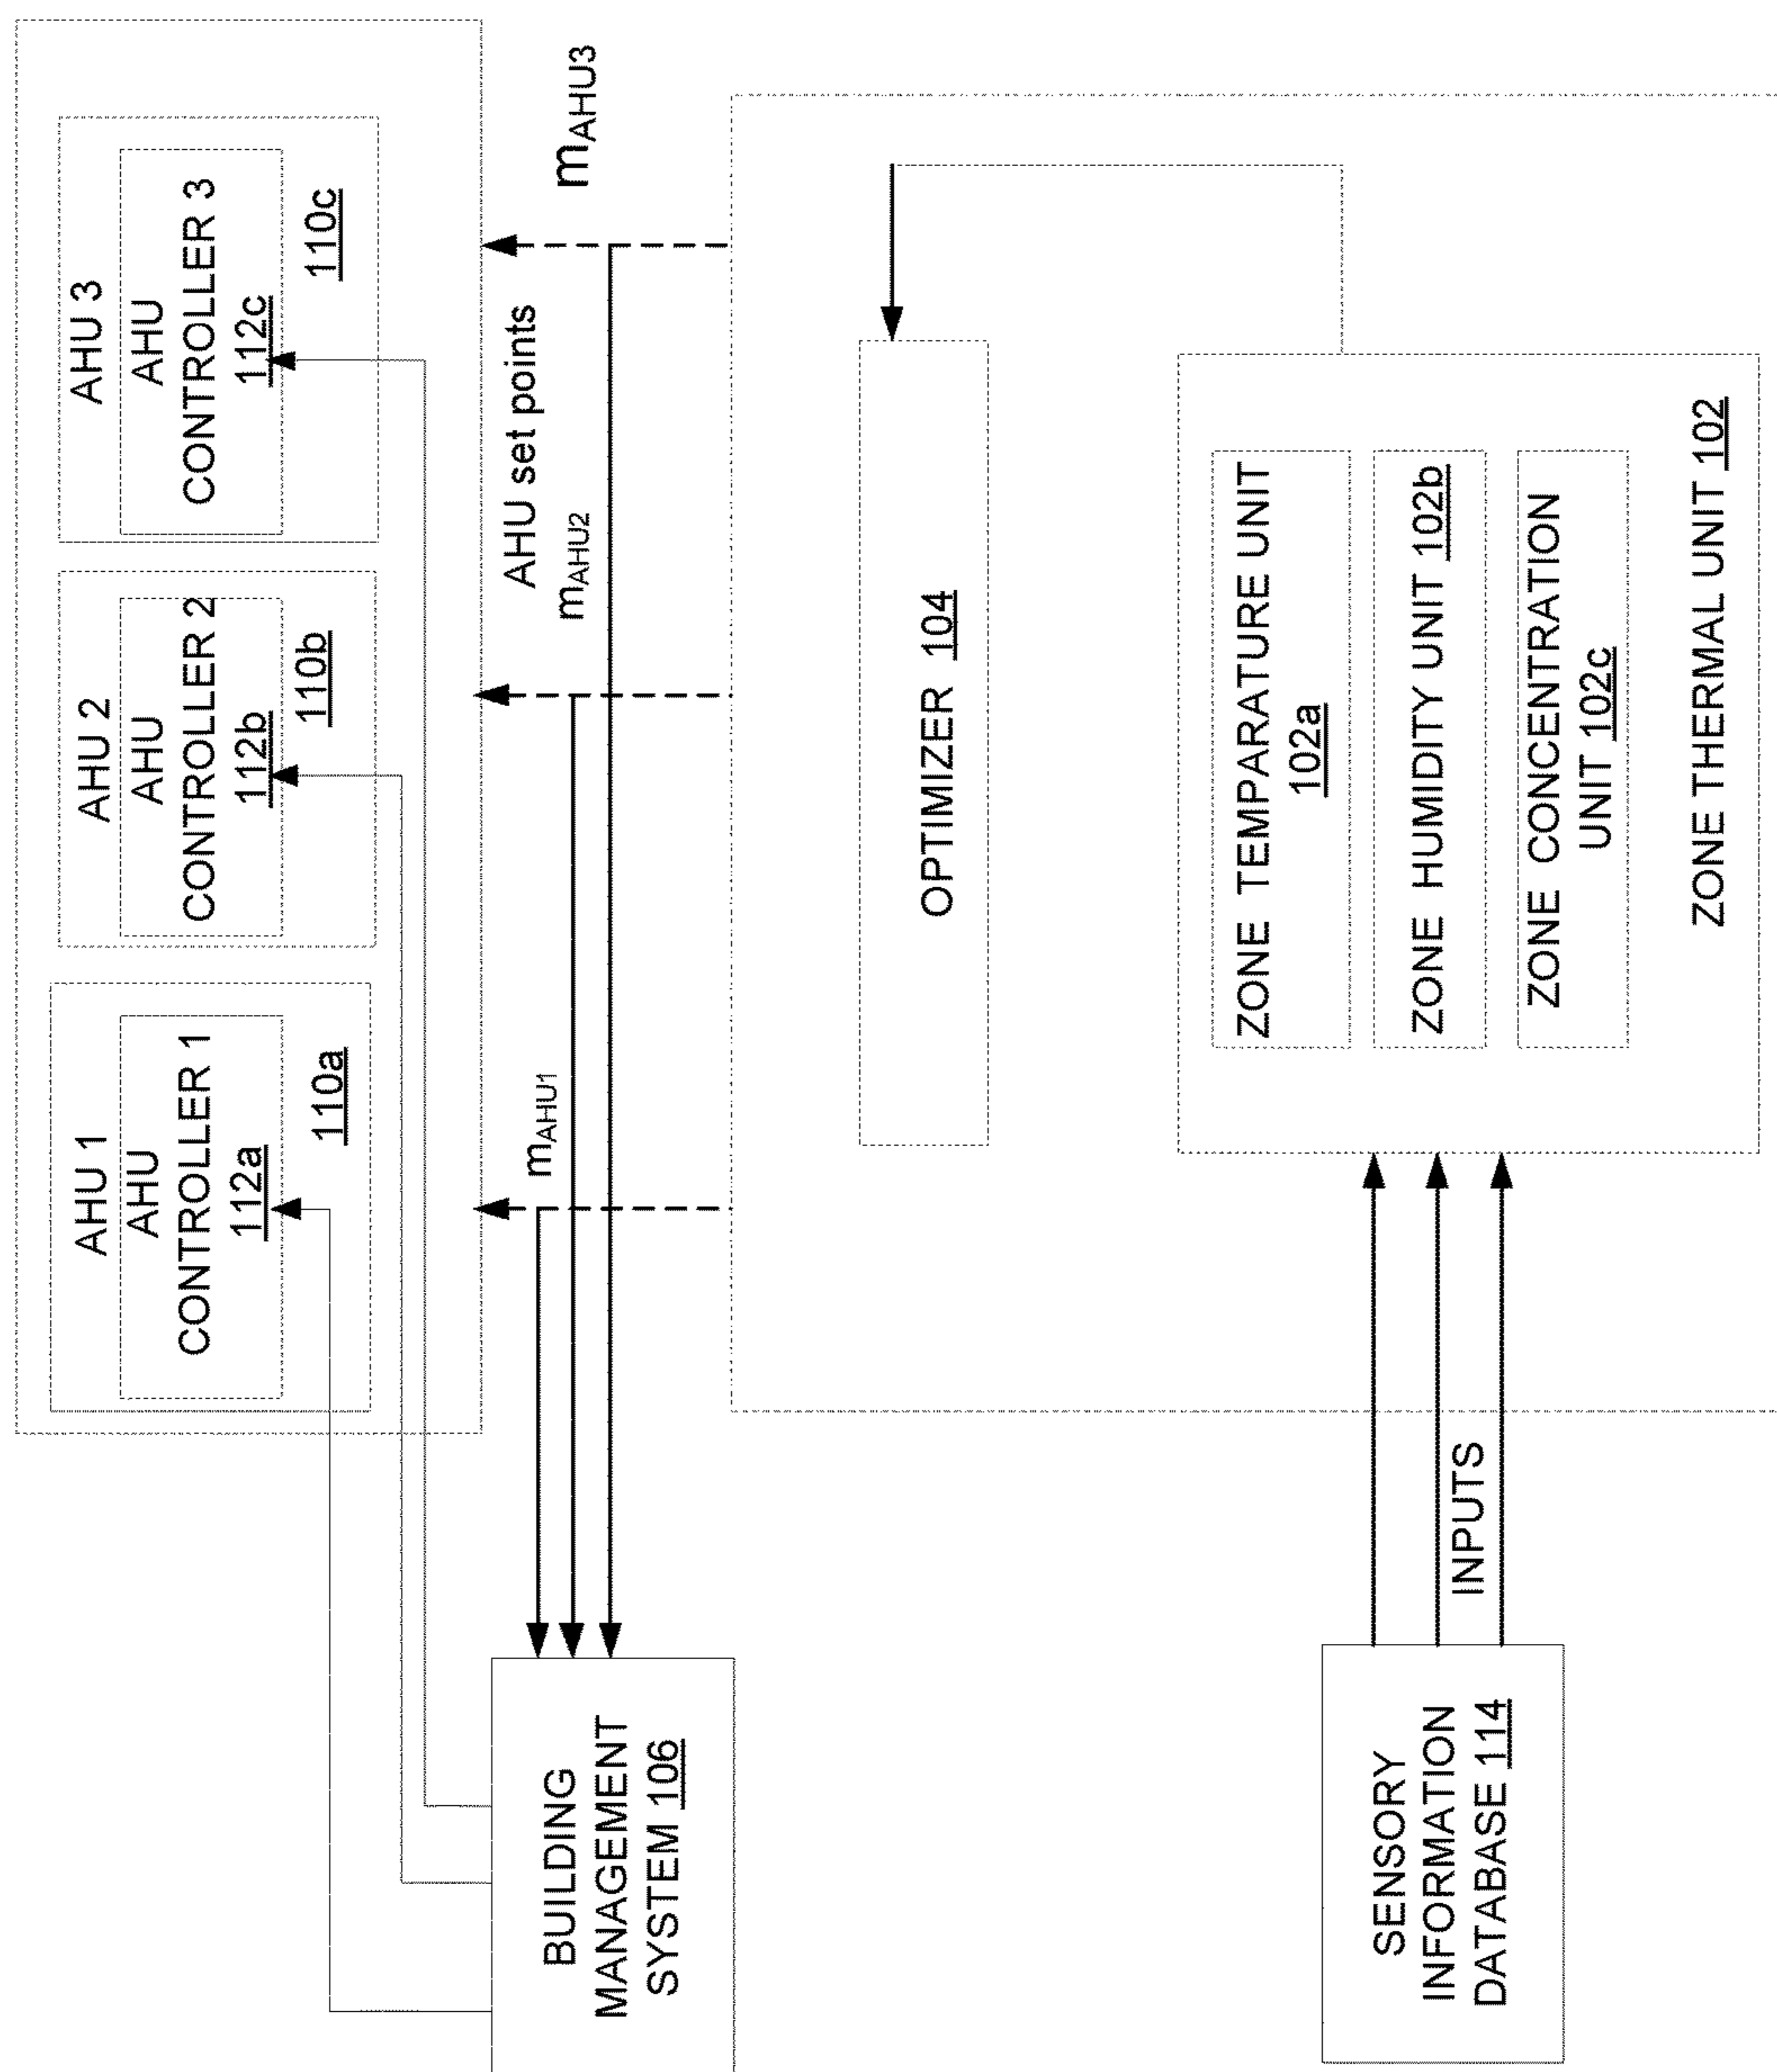 AHU 1
AHU
CONTROLLER 1
112a
110a
AHU 2
AHU
CONTROLLER 2
112b
110b
AHU 3
AHU
CONTROLLER 3
112c
110c
BUILDING
MANAGEMENT
SYSTEM 106
mAHU1
AHU set points
mAHU2
mAHU3
OPTIMIZER 104
SENSORY
INFORMATION
DATABASE 114
INPUTS
ZONE TEMPARATURE UNIT
102a
ZONE HUMIDITY UNIT 102b
ZONE CONCENTRATION
UNIT 102c
ZONE THERMAL UNIT 102